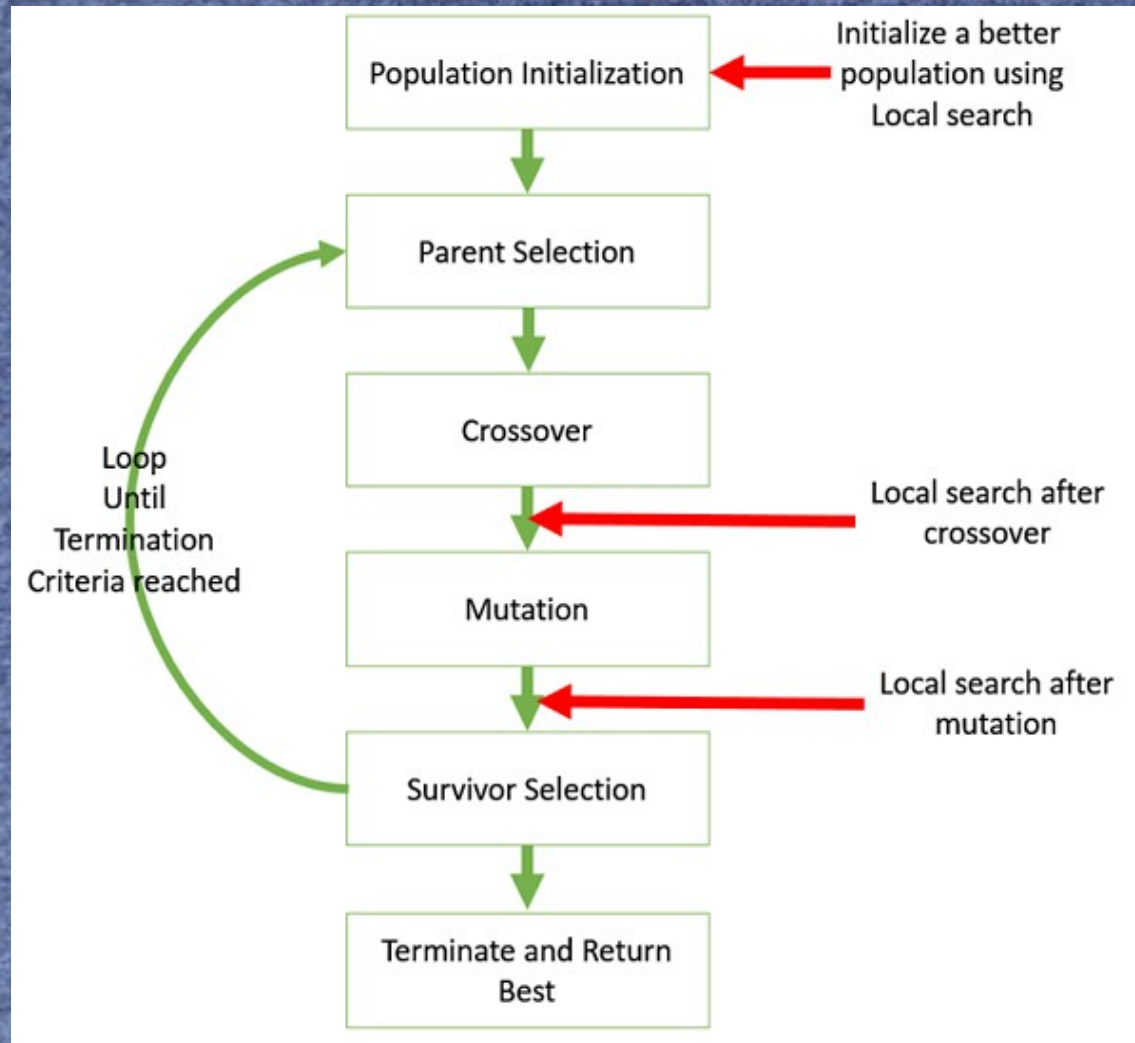 Population Initialization
Initialize a better
population using
Local search
Parent Selection
Crossover
Loop
Until
Termination
Criteria reached
Local search after
crossover
Mutation
Local search after
mutation
Survivor Selection
Terminate and Return
Best